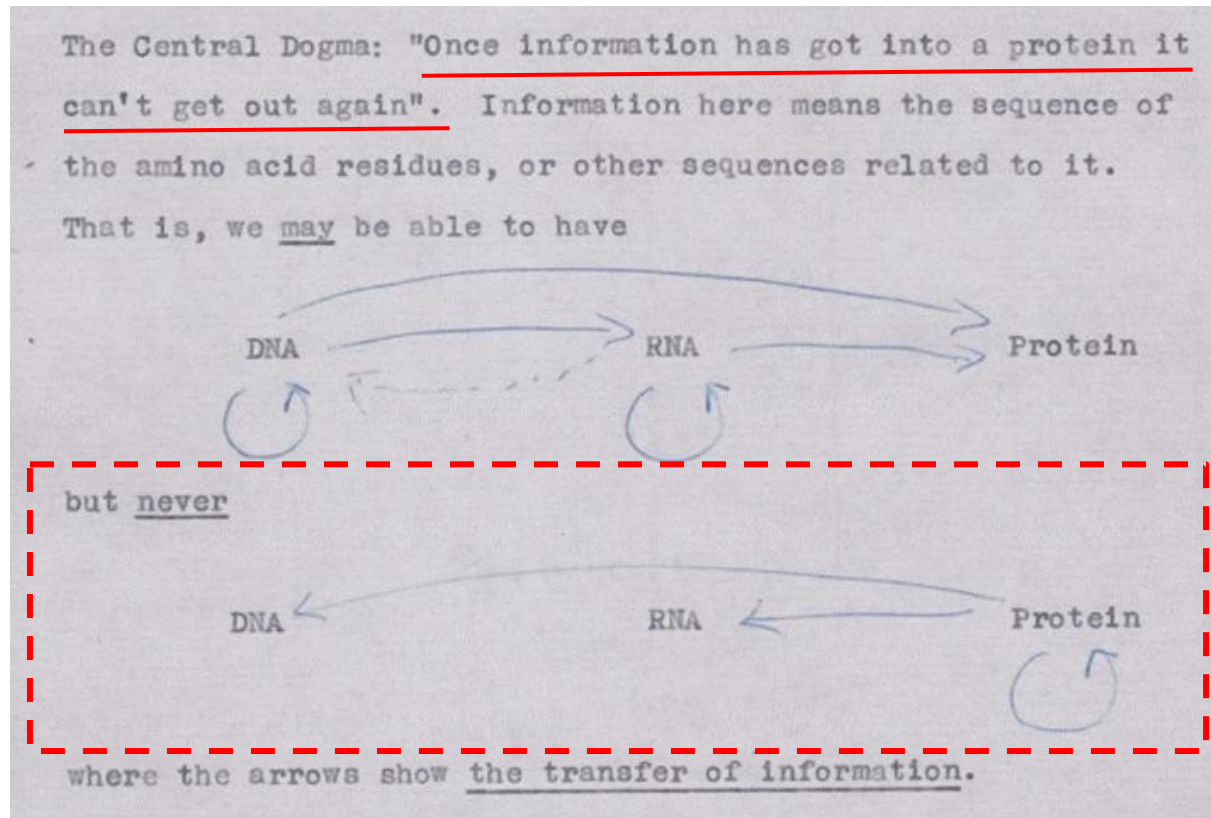 The Central Dogma: "Once information has got into a protein it
can't get out again". Information here means the sequence of
the amino acid residues, or other sequences related to it.
That is, we may be able to have
DNA RNA Protein
but never
DNA RNA Protein
where the arrows show the transfer of information.